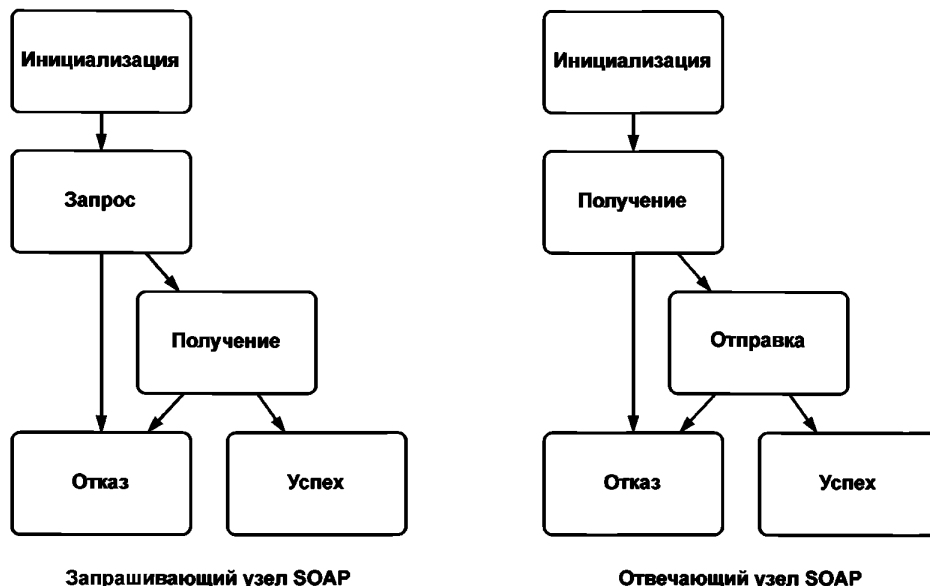 Инициализация
Запрос
Получение
Отказ
Успех
Запрашивающий узел SOAP
Инициализация
Получение
Отправка
Отказ
Успех
Отвечающий узел SOAP